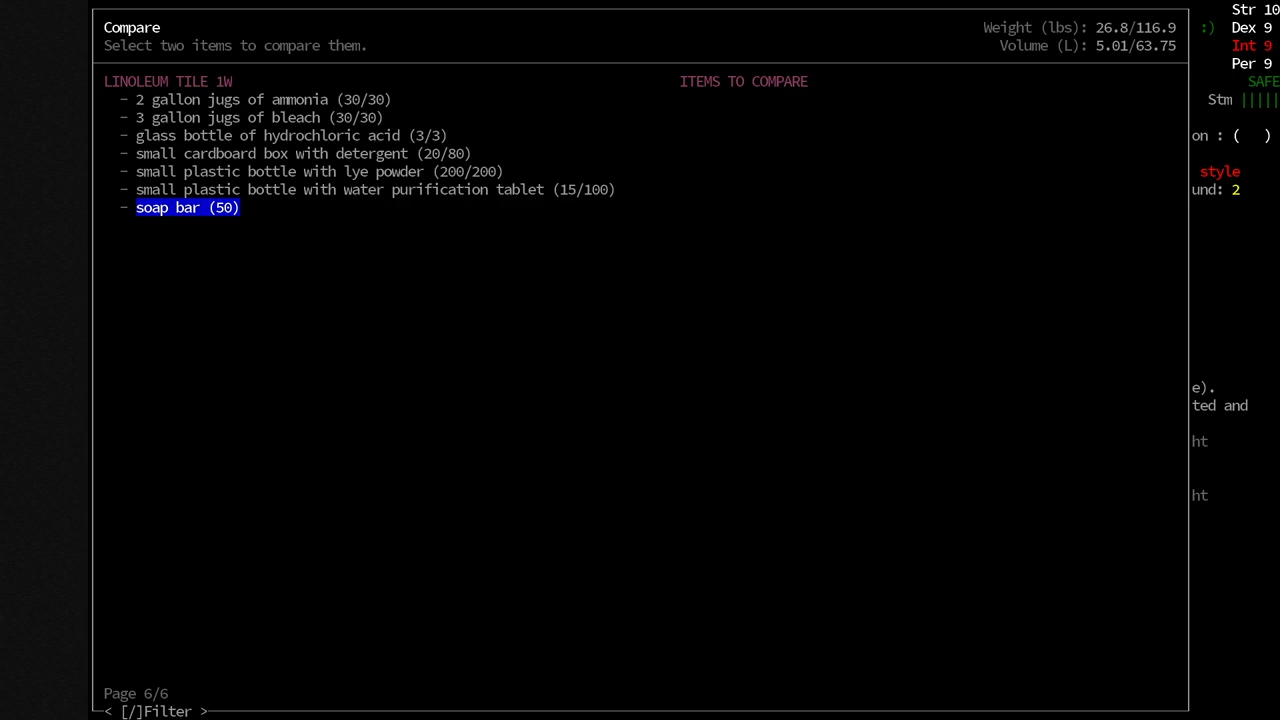 Compare
Select two items to compare them.
Weight (lbs): 26.8/116.9
Volume (L): 5.01/63.75
LINOLEUM TILE 1W
ITEMS TO COMPARE
- 2 gallon jugs of ammonia (30/30)
- 3 gallon jugs of bleach (30/30)
- glass bottle of hydrochloric acid (3/3)
- small cardboard box with detergent (20/80)
- small plastic bottle with lye powder (200/200)
- small plastic bottle with water purification tablet (15/100)
- soap bar (50)
Page 6/6
< [/]Filter >
Str 10
:) Dex 9
Int 9
Per 9
SAFE
Stm |||||
on : (   )
style
und: 2
e).
ted and
ht
ht